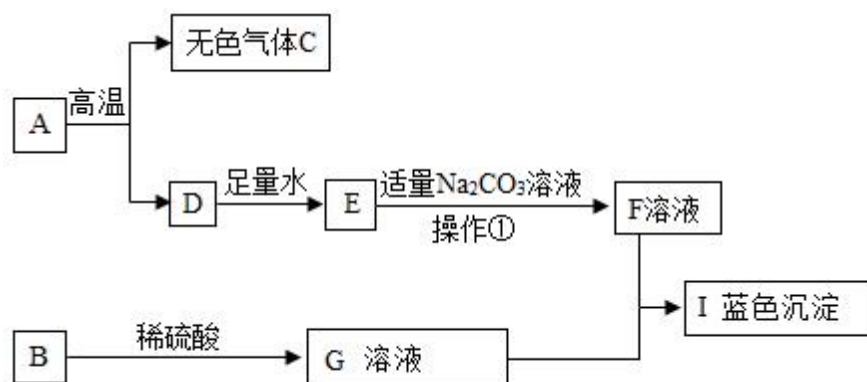 无色气体C
A
高温
D
足量水
E
适量Na₂CO₃溶液
操作①
F溶液
I 蓝色沉淀
B
稀硫酸
G 溶液